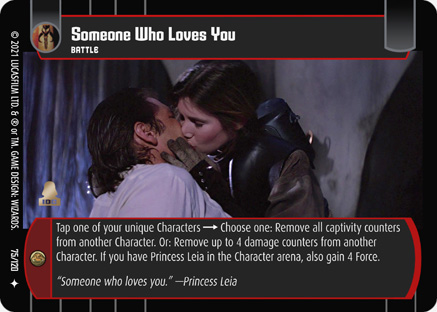 Someone Who Loves You
BATTLE
© 2021 LUCASFILM LTD. & ® or TM. GAME DESIGN: WIZARDS.
75/120
Tap one of your unique Characters → Choose one: Remove all captivity counters
from another Character. Or: Remove up to 4 damage counters from another
Character. If you have Princess Leia in the Character arena, also gain 4 Force.
"Someone who loves you." —Princess Leia